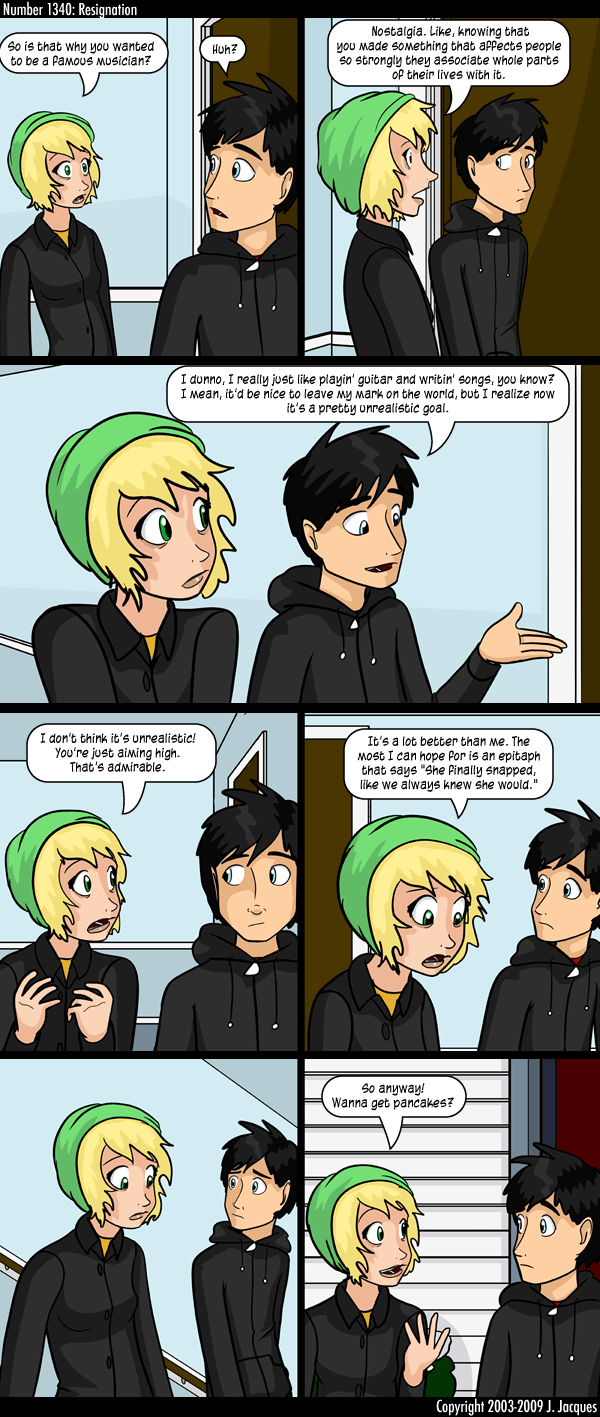 Number 1340: Resignation
So is that why you wanted
to be a famous musician?
Huh?
Nostalgia. Like, knowing that
you made something that affects people
so strongly they associate whole parts
of their lives with it.
I dunno, I really just like playin' guitar and writin' songs, you know?
I mean, it'd be nice to leave my mark on the world, but I realize now
it's a pretty unrealistic goal.
I don't think it's unrealistic!
You're just aiming high.
That's admirable.
It's a lot better than me. The
most I can hope for is an epitaph
that says "She finally snapped,
like we always knew she would."
So anyway!
Wanna get pancakes?
Copyright 2003-2009 J. Jacques